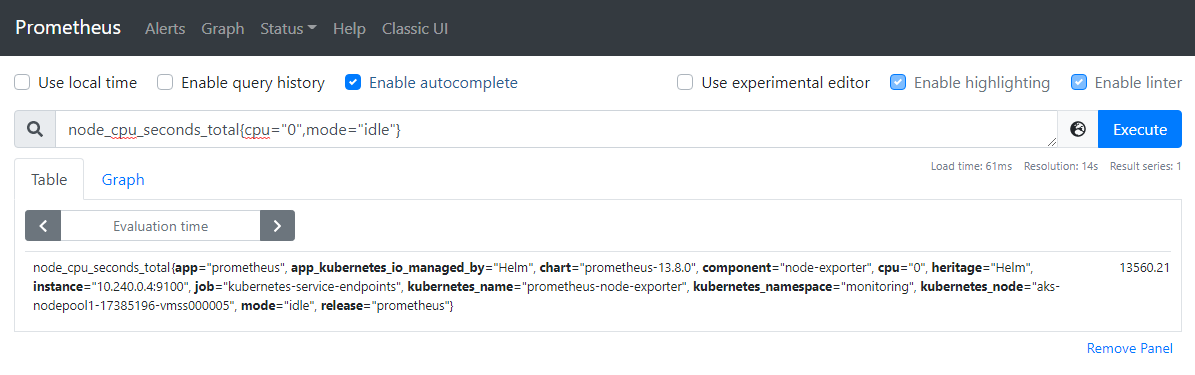 Prometheus Alerts Graph Status Help Classic UI
Use local time Enable query history Enable autocomplete Use experimental editor Enable highlighting Enable linter
node_cpu_seconds_total{cpu="0",mode="idle"} Execute
Load time: 61ms Resolution: 14s Result series: 1
Table Graph
Evaluation time
node_cpu_seconds_total{app="prometheus", app_kubernetes_io_managed_by="Helm", chart="prometheus-13.8.0", component="node-exporter", cpu="0", heritage="Helm", 13560.21
instance="10.240.0.4:9100", job="kubernetes-service-endpoints", kubernetes_name="prometheus-node-exporter", kubernetes_namespace="monitoring", kubernetes_node="aks-
nodepool1-17385196-vmss000005", mode="idle", release="prometheus"}
Remove Panel